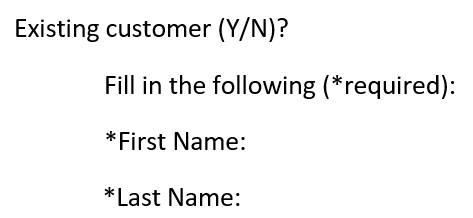 Existing customer (Y/N)?
Fill in the following (*required):
*First Name:
*Last Name: